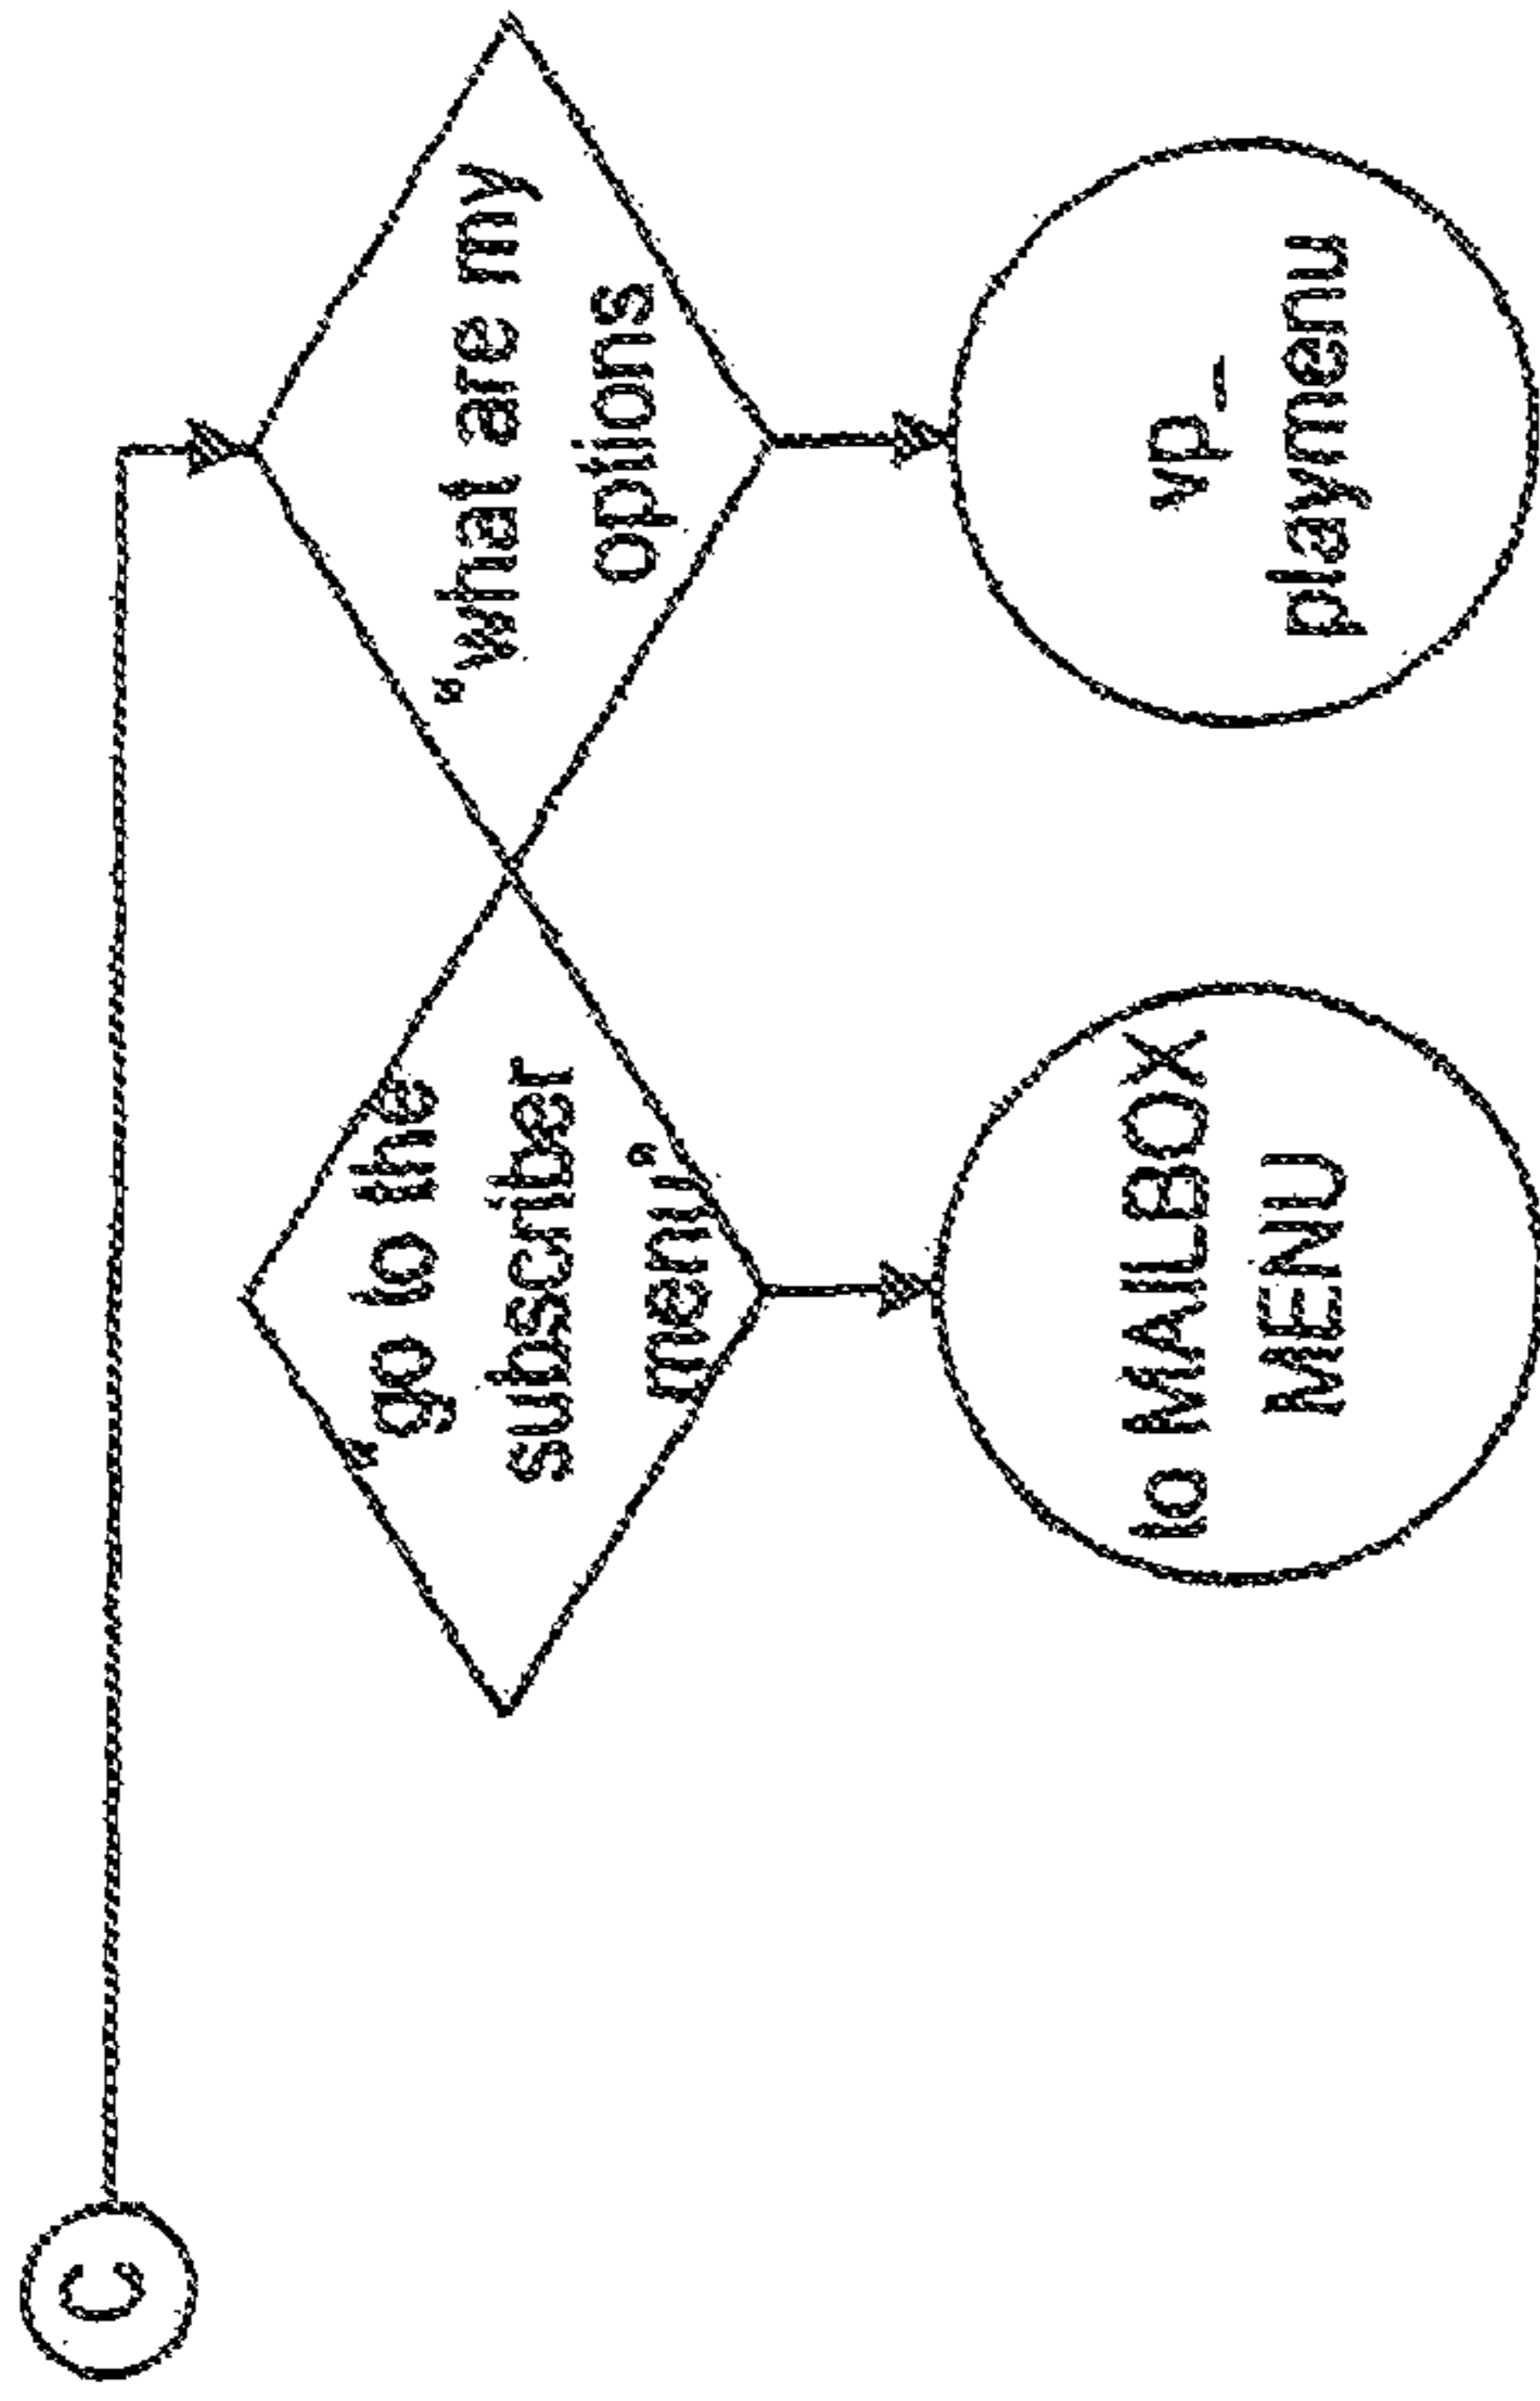 C
“go to the
subscriber
menu”
“what are my
options
to MAILBOX
MENU
vp_
playmenu